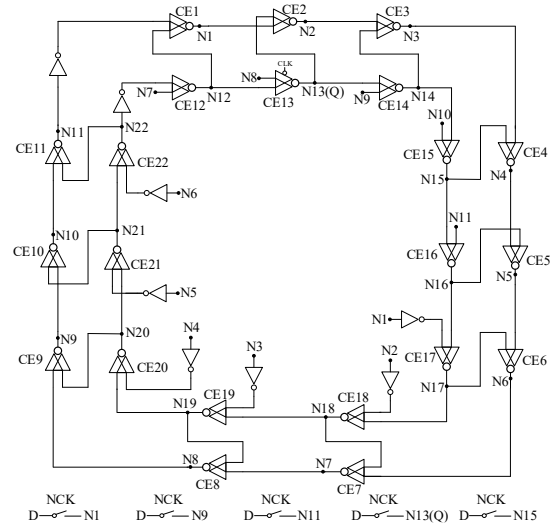 CE1
CE2
CE3
N1
N2
N3
CLK
N8
N7
CE12
N12
CE13
N13(Q)
N9
CE14
N14
N11
N22
N10
CE11
CE22
CE15
CE4
N15
N4
N6
N10
N21
N11
CE10
CE21
CE16
CE5
N16
N5
N5
N9
N20
N4
N1
CE9
CE20
N3
N2
CE17
CE6
N17
N6
CE19
CE18
N19
N18
N8
N7
CE8
CE7
NCK NCK NCK NCK NCK
D N1 D N9 D N11 D N13(Q) D N15